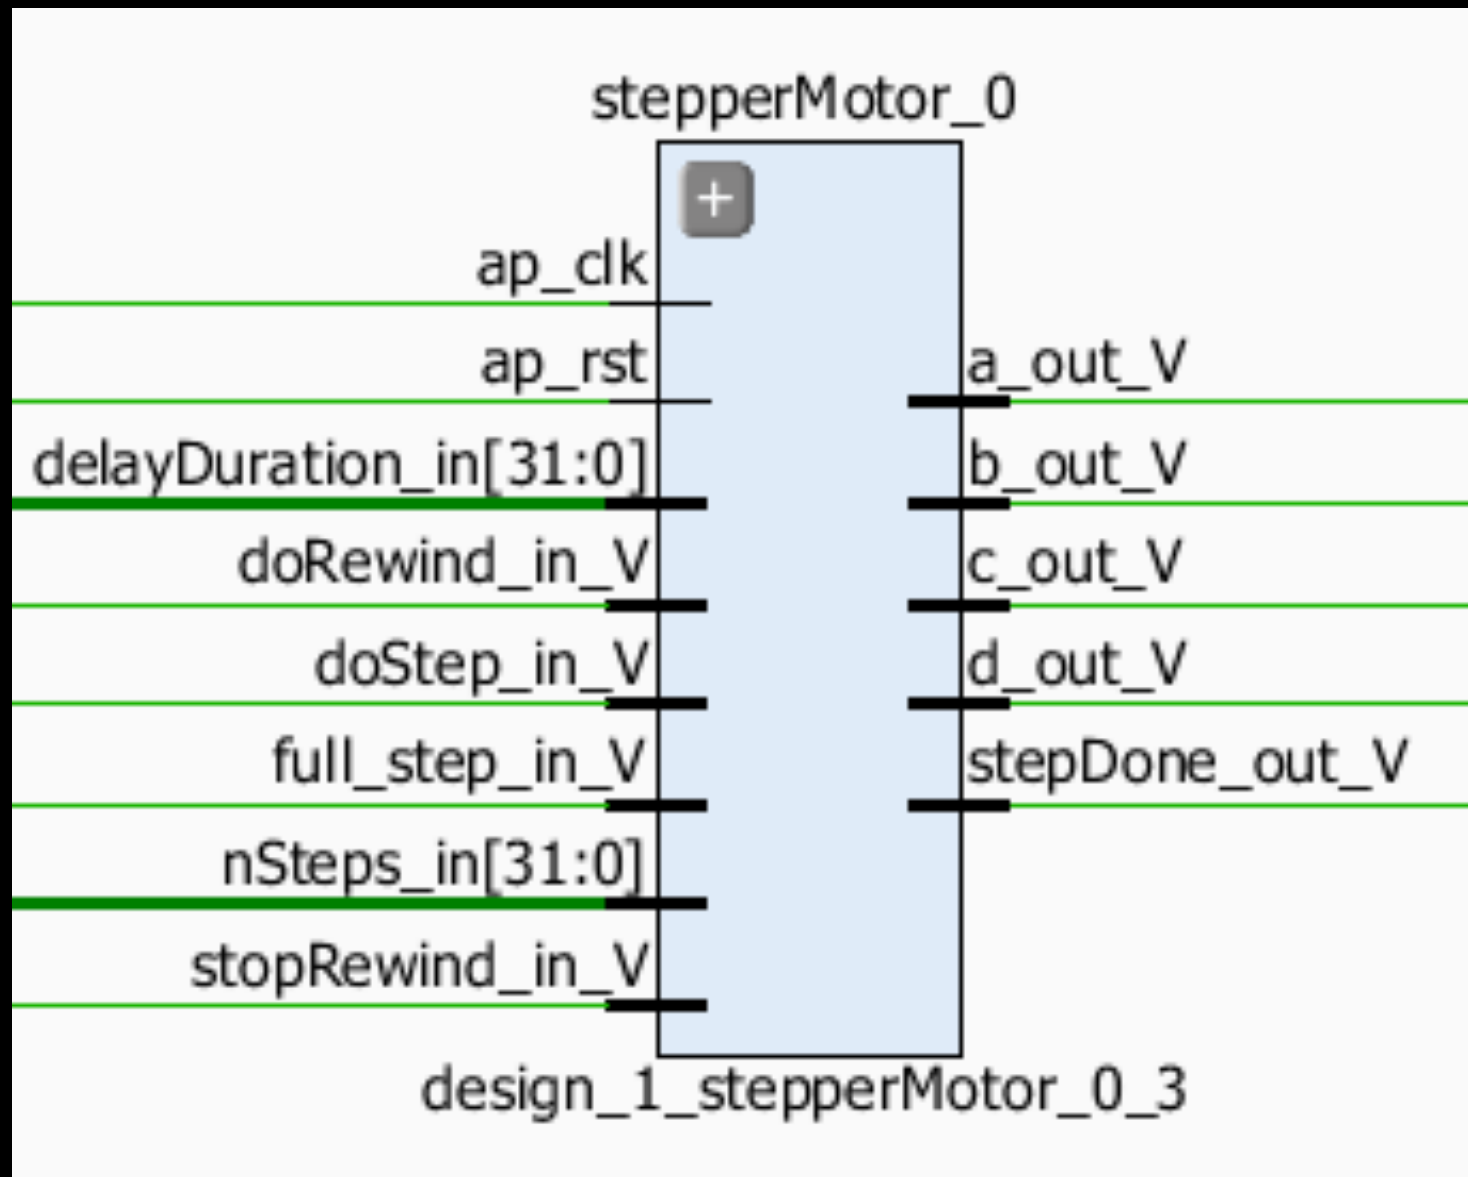 stepperMotor_0
+
ap_clk
ap_rst
a_out_V
delayDuration_in[31:0]
b_out_V
doRewind_in_V
c_out_V
doStep_in_V
d_out_V
full_step_in_V
stepDone_out_V
nSteps_in[31:0]
stopRewind_in_V
design_1_stepperMotor_0_3